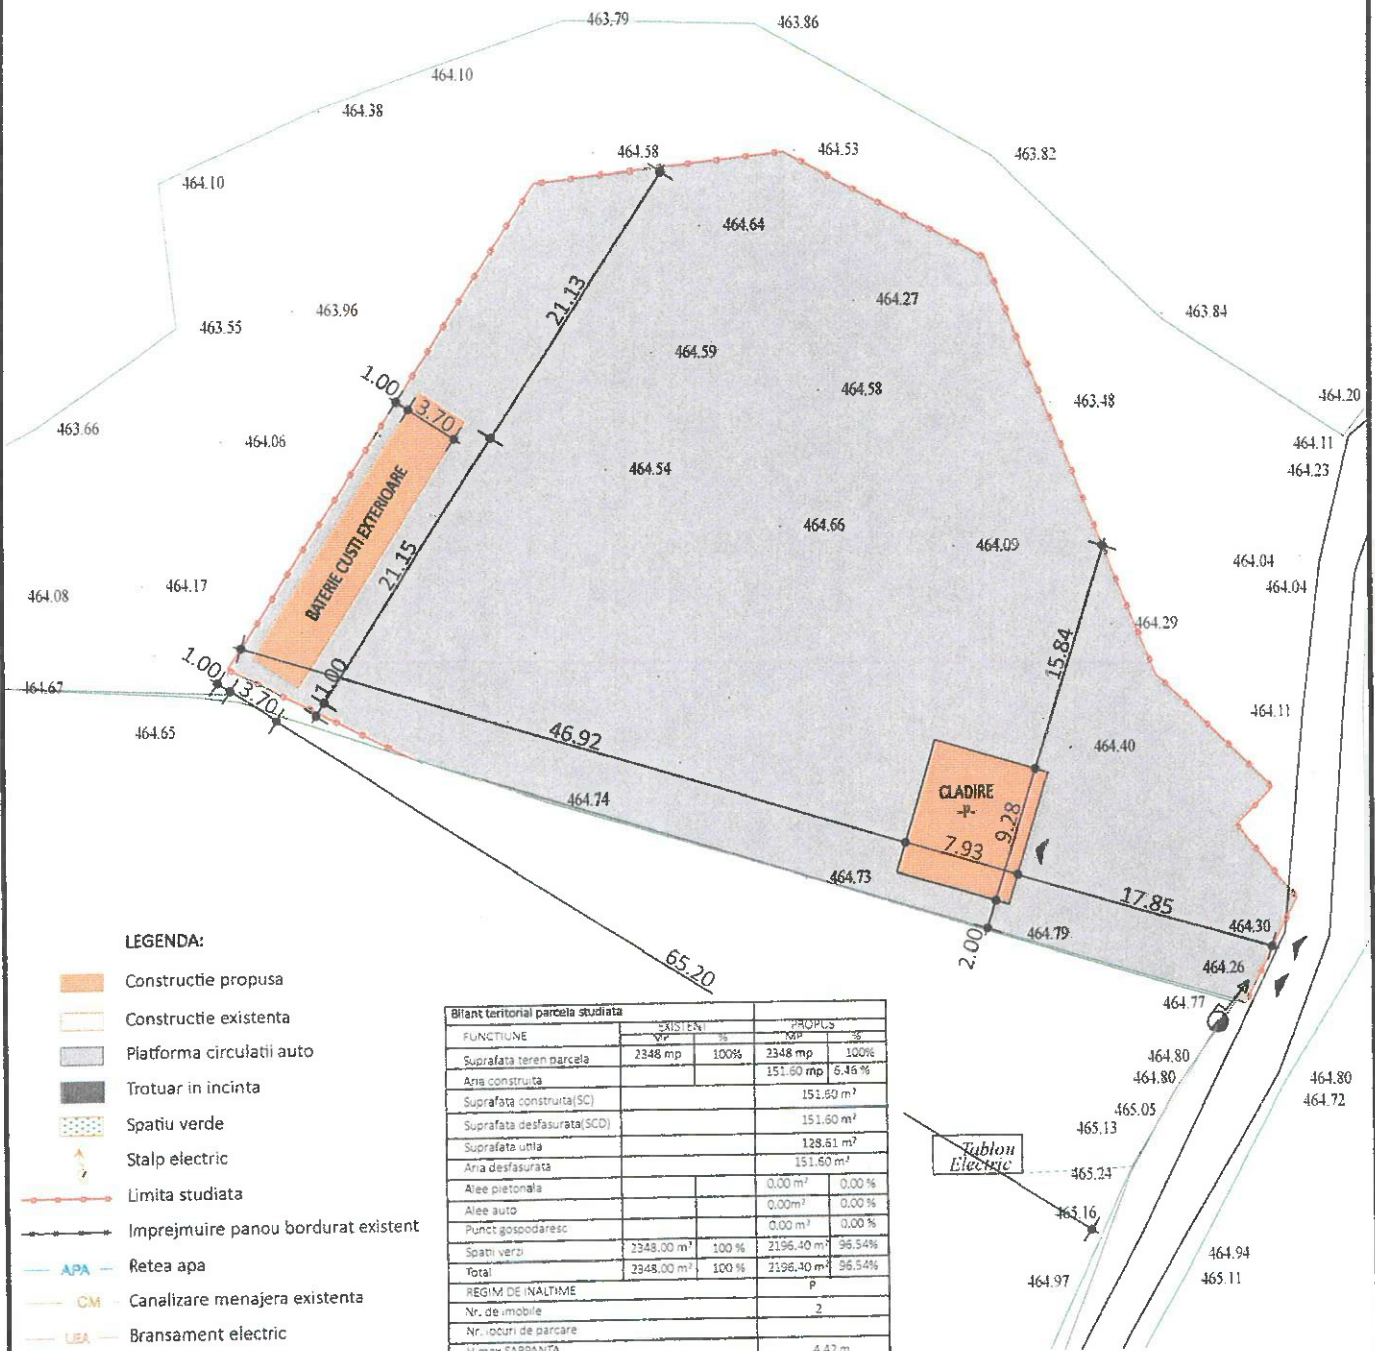 463.79
463.86
464.10
464.38
464.58
464.53
463.82
464.10
464.64
464.27
21.13
463.55
463.96
463.84
464.59
1.00
464.58
464.20
3.70
463.48
463.66
464.06
464.11
464.23
464.54
BATERIE CUSTI EXTERIOARE
464.66
464.09
21.15
464.04
464.04
464.08
464.17
464.29
15.84
1.00
1.00
464.67
3.70
464.11
464.65
46.92
464.40
CLADIRE
-P-
464.74
9.28
7.93
464.73
17.85
464.30
464.79
2.00
65.20
464.26
464.77
LEGENDA:
Constructie propusa
Constructie existenta
Platforma circulatii auto
Trotuar in incinta
Spatiu verde
Stalp electric
Limita studiata
Imprejmuire panou bordurat existent
APA Retea apa
CM Canalizare menajera existenta
UEA Bransament electric
Bilant teritorial parcela studiata
FUNCTIUNE EXISTENT PROPUS
MP % MP %
Suprafata teren parcela 2348 mp 100% 2348 mp 100%
Aria construita 151.60 mp 6.46 %
Suprafata construita(SC) 151.60 m²
Suprafata desfasurata(SCD) 151.60 m²
Suprafata utila 128.61 m²
Aria desfasurata 151.60 m²
Alee pietonala 0.00 m² 0.00 %
Alee auto 0.00m² 0.00 %
Punct gospodaresc 0.00 m² 0.00 %
Spatii verzi 2348.00 m² 100 % 2196.40 m² 96.54%
Total 2348.00 m² 100 % 2196.40 m² 96.54%
REGIM DE INALTIME P
Nr. de imobile 2
Nr. locuri de parcare
H max SARPANTA 4.42 m
464.80
464.80
464.80
464.72
465.05
465.13
Tablou
Electric
465.24
465.16
464.94
464.97
465.11